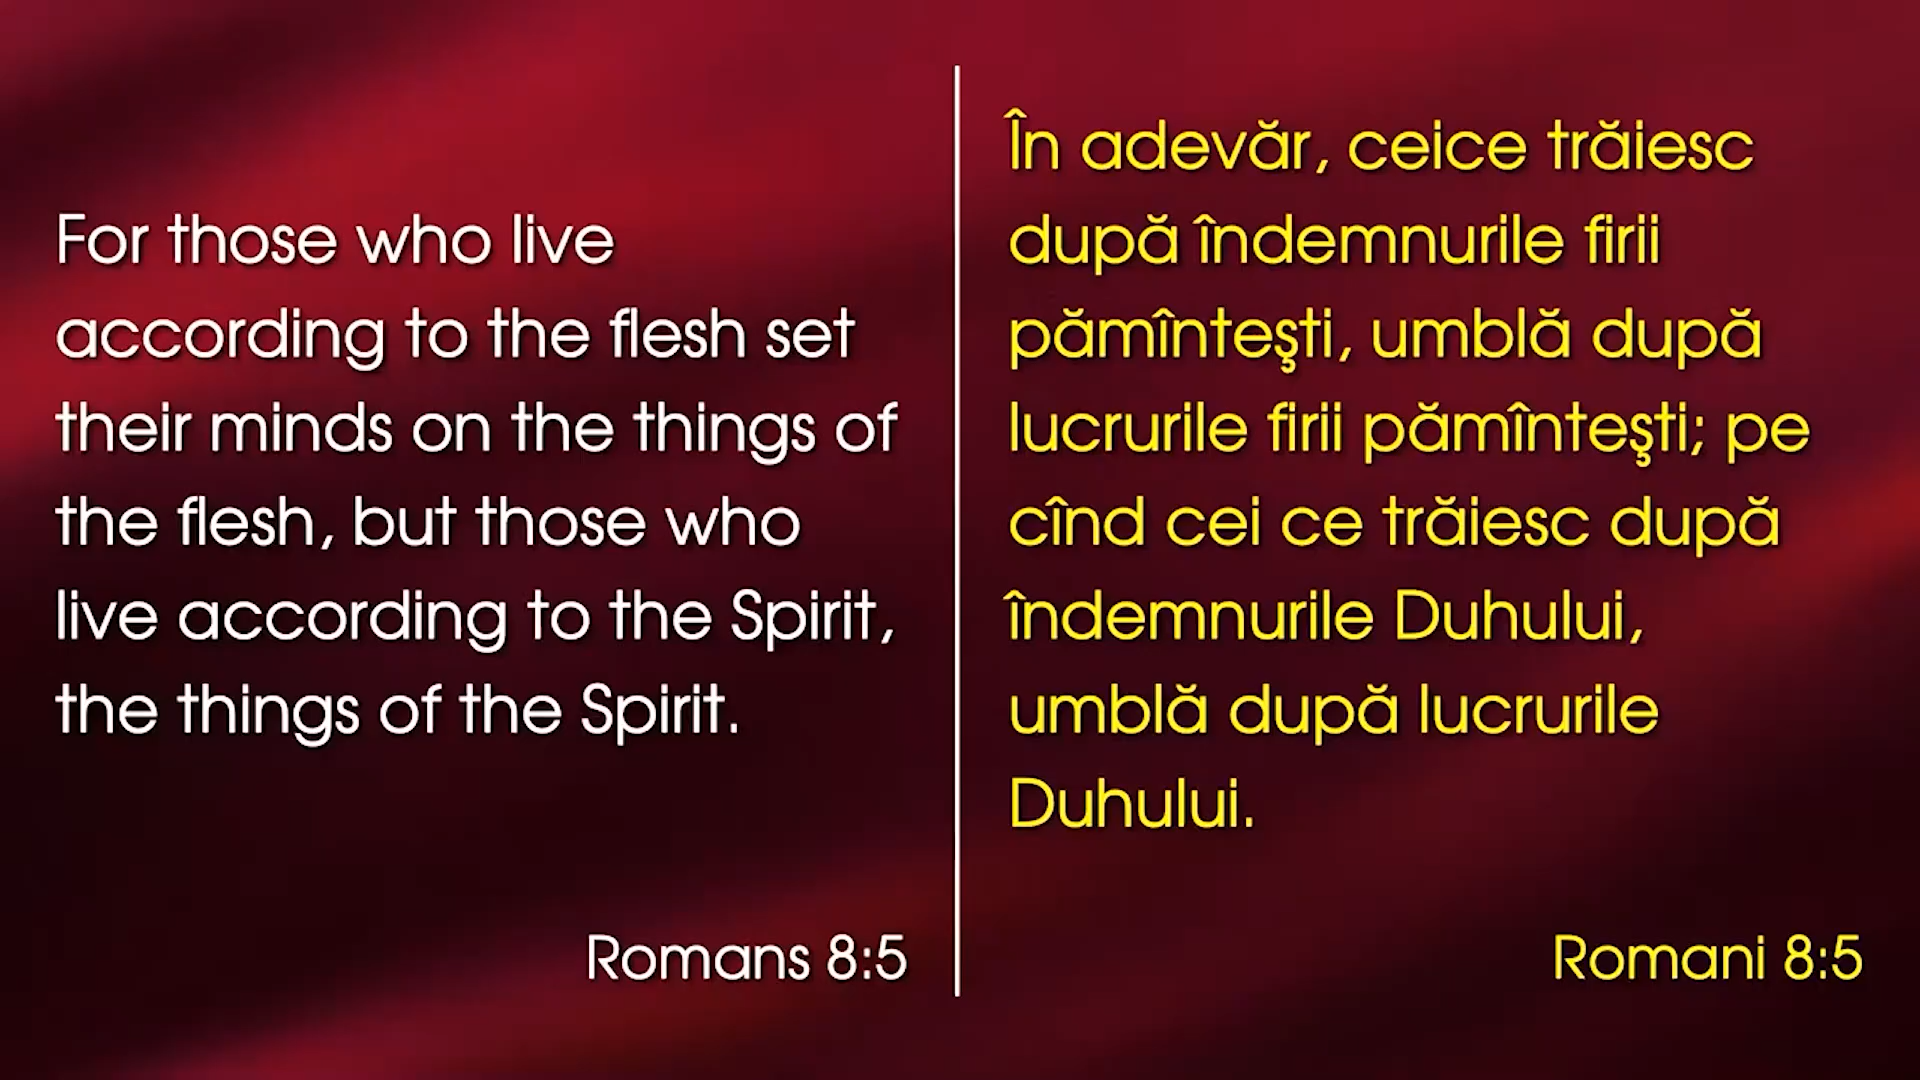 For those who live
according to the flesh set
their minds on the things of
the flesh, but those who
live according to the Spirit,
the things of the Spirit.
Romans 8:5
În adevăr, ceice trăiesc
după îndemnurile firii
pămînteşti, umblă după
lucrurile firii pămînteşti; pe
cînd cei ce trăiesc după
îndemnurile Duhului,
umblă după lucrurile
Duhului.
Romani 8:5